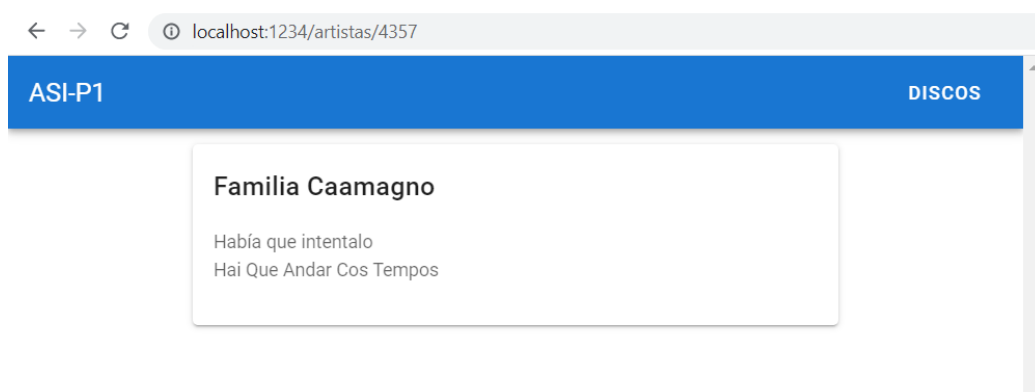 localhost:1234/artistas/4357
ASI-P1
DISCOS
Familia Caamagno
Había que intentalo
Hai Que Andar Cos Tempos